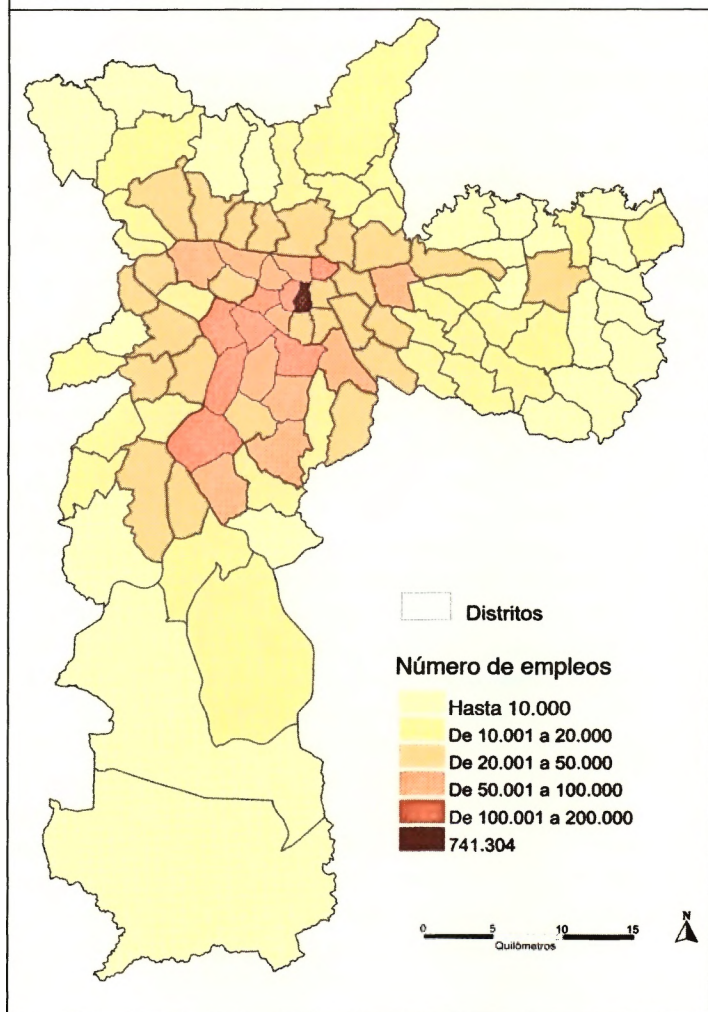 Distritos
Número de empleos
Hasta 10.000
De 10.001 a 20.000
De 20.001 a 50.000
De 50.001 a 100.000
De 100.001 a 200.000
741.304
0 5 10 15
Quilômetros
N